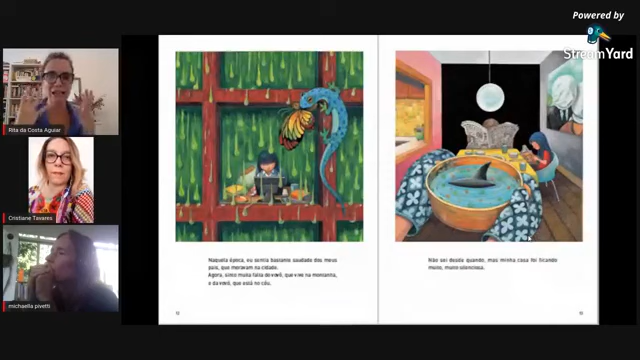 Powered by
StreamYard
Rita da Costa Aguiar
Cristiane Tavares
michaella pivetti
Naquela época, eu sentia bastante saudade dos meus
pais, que moravam na cidade.
Agora, sinto muita falta do vovô, que vive na montanha,
e da vovó, que está no céu.
Não sei desde quando, mas minha casa foi ficando
muito, muito silenciosa.